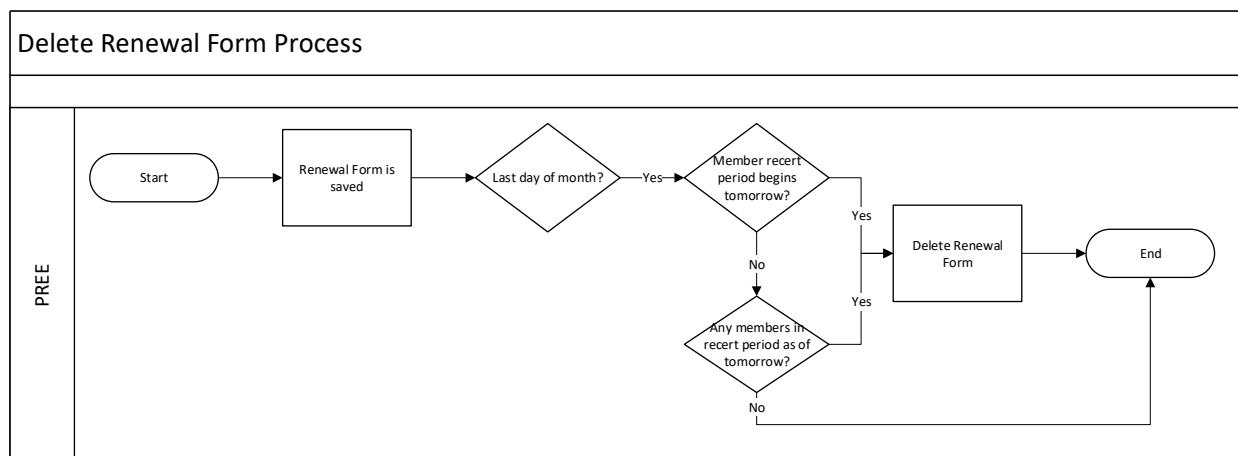 Delete Renewal Form Process
PREE
Start
Renewal Form is
saved
Last day of month?
Yes
Member recert
period begins
tomorrow?
Yes
No
Any members in
recert period as of
tomorrow?
Yes
No
Delete Renewal
Form
End